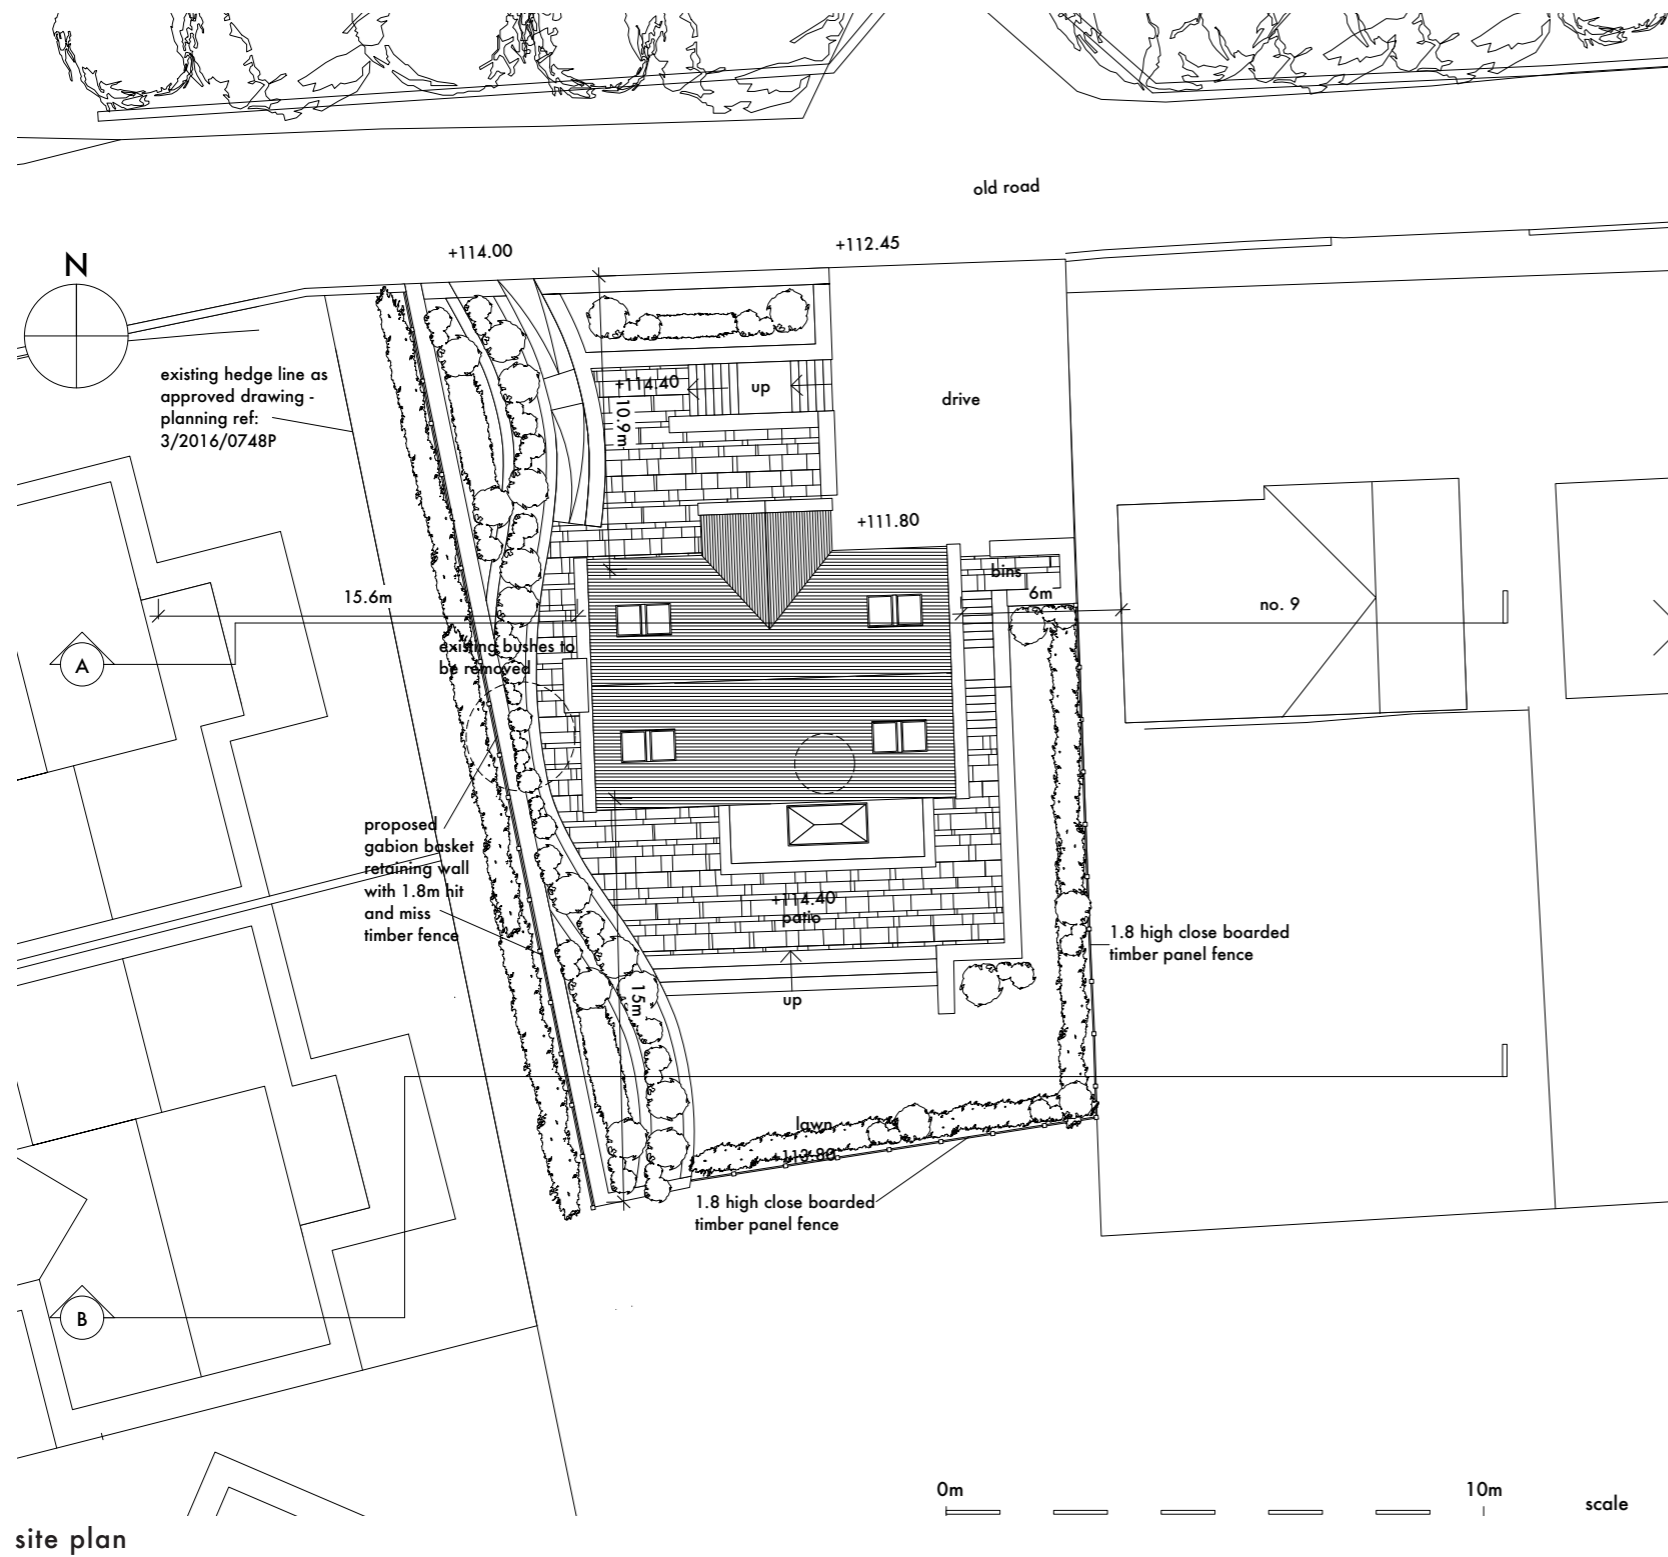 old road
+114.00
+112.45
N
existing hedge line as
approved drawing -
planning ref:
3/2016/0748P
+114.40
up
drive
10.9m
+111.80
bins
15.6m
6m
no. 9
A
existing bushes to
be removed
proposed
gabion basket
retaining wall
with 1.8m hit
and miss
timber fence
+114.40
patio
1.8 high close boarded
timber panel fence
up
15m
lawn
+113.80
1.8 high close boarded
timber panel fence
B
0m
10m
scale
site plan